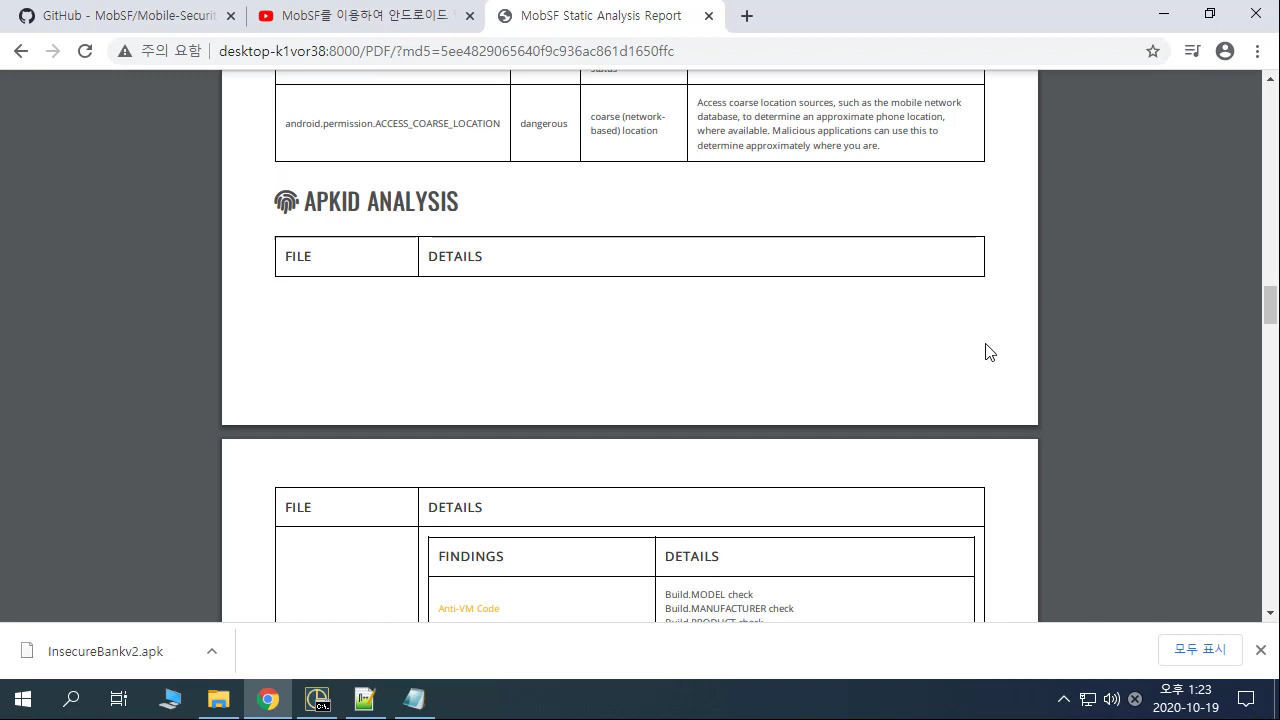 GitHub - MobSF/Mobile-Securit
MobSF를 이용하여 안드로이드
MobSF Static Analysis Report
주의 요함
desktop-k1vor38:8000/PDF/?md5=5ee4829065640f9c936ac861d1650ffc
status
android.permission.ACCESS_COARSE_LOCATION
dangerous
coarse (network-
based) location
Access coarse location sources, such as the mobile network
database, to determine an approximate phone location,
where available. Malicious applications can use this to
determine approximately where you are.
APKID ANALYSIS
FILE
DETAILS
FILE
DETAILS
FINDINGS
DETAILS
Anti-VM Code
Build.MODEL check
Build.MANUFACTURER check
Build.PRODUCT check
InsecureBankv2.apk
모두 표시
오후 1:23
2020-10-19